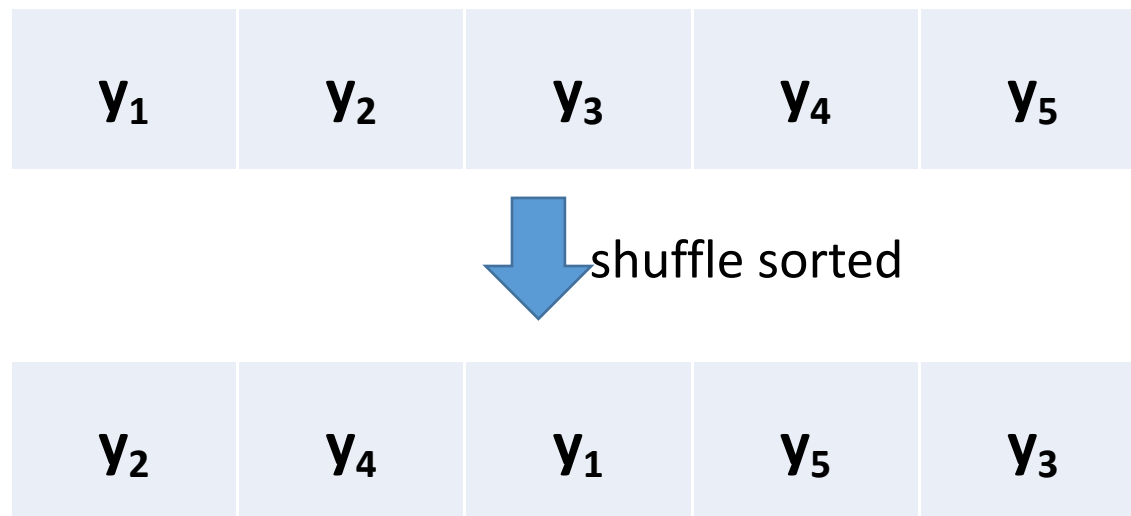 y₁ y₂ y₃ y₄ y₅
shuffle sorted
y₂ y₄ y₁ y₅ y₃